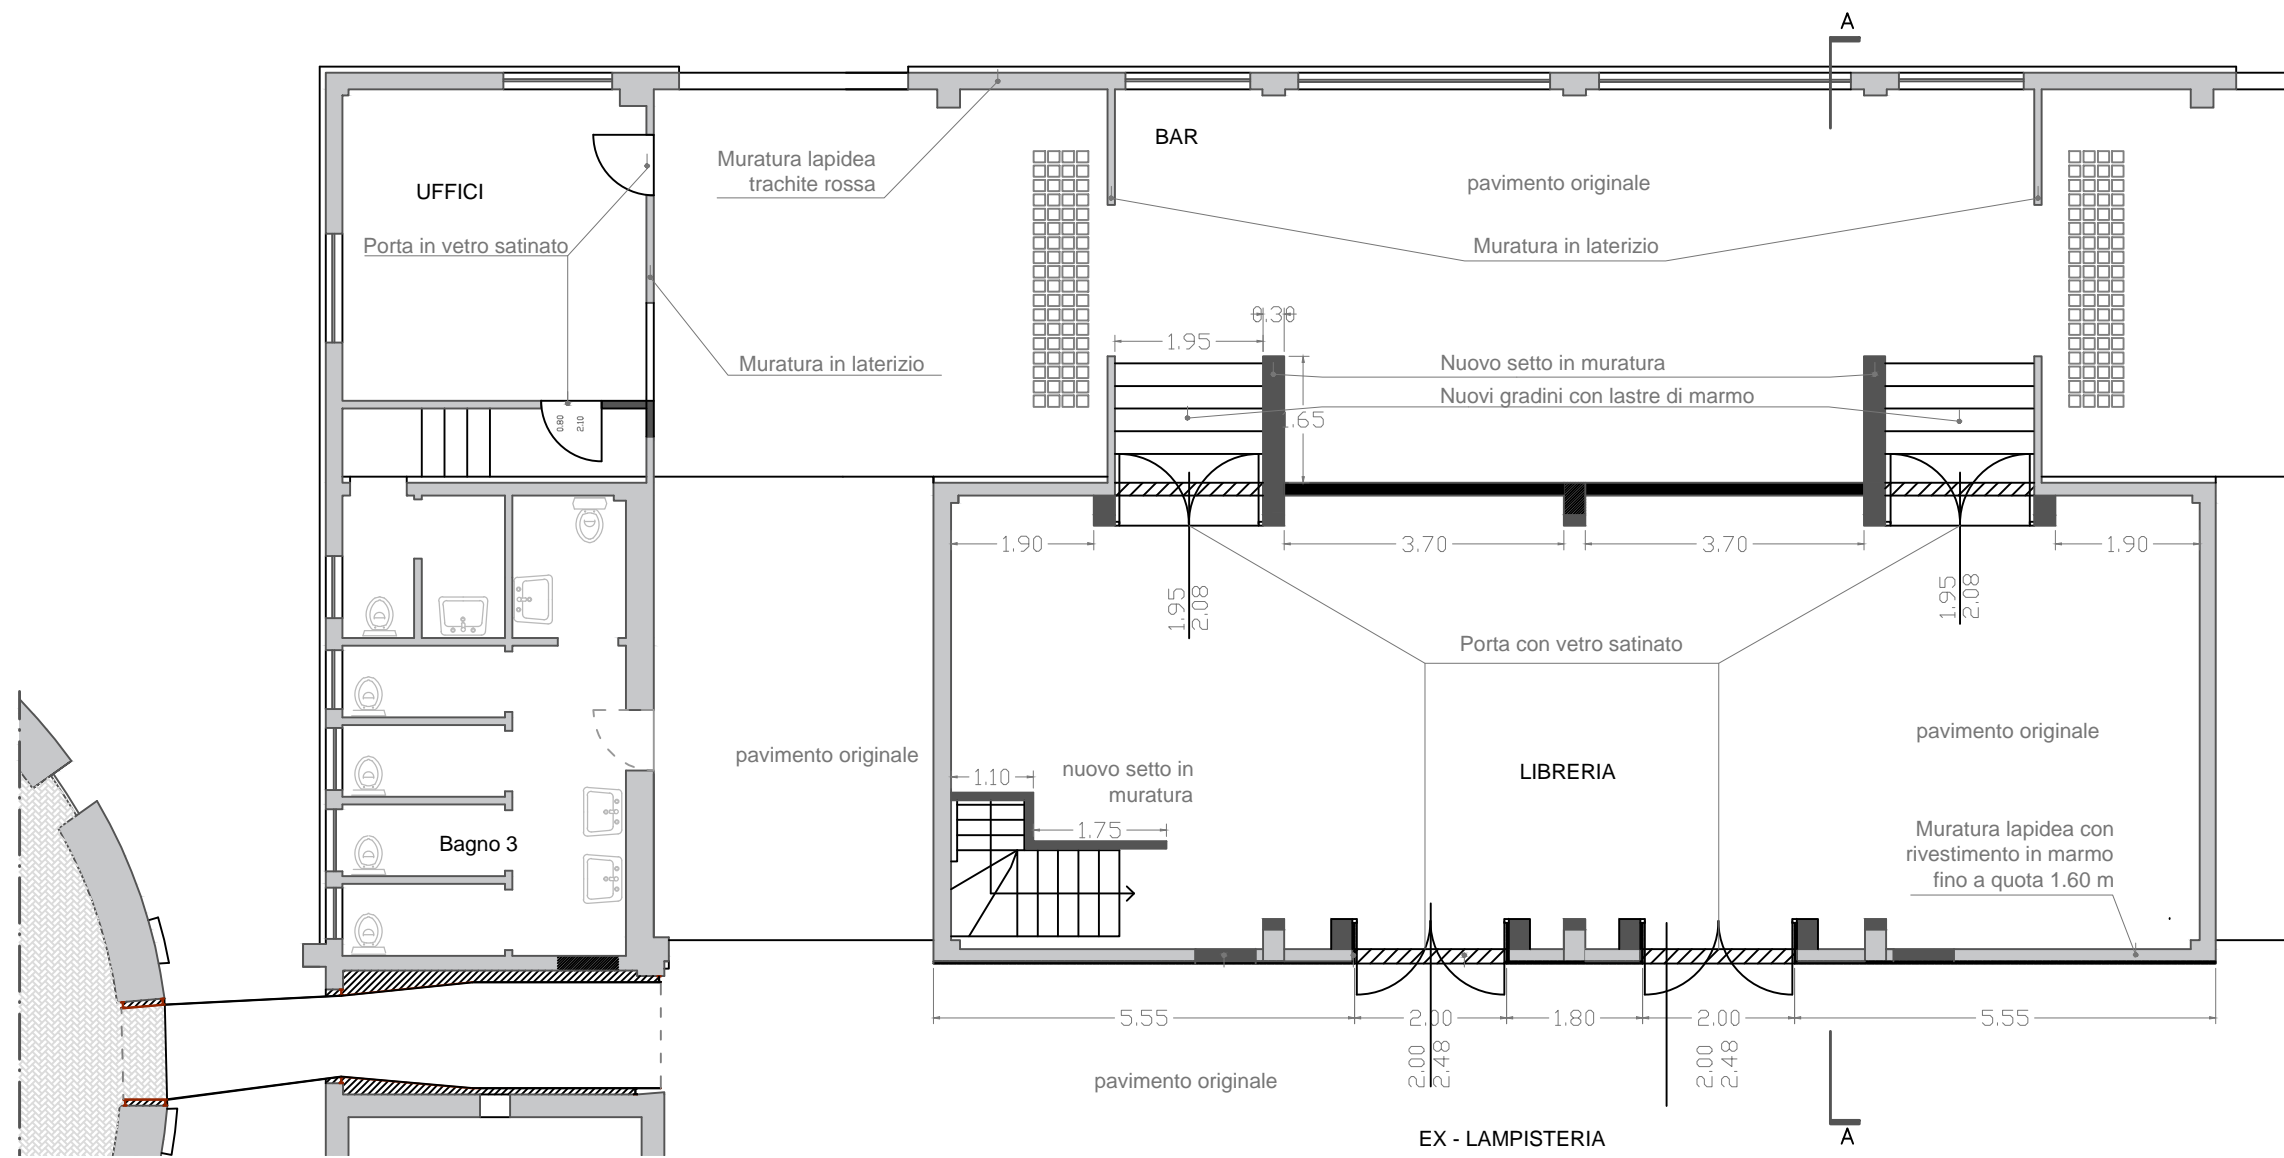 A
BAR
Muratura lapidea
trachite rossa
UFFICI
pavimento originale
Porta in vetro satinato
Muratura in laterizio
0.30
1.95
Muratura in laterizio
Nuovo setto in muratura
Nuovi gradini con lastre di marmo
0.80
2.10
1.65
1.90
3.70
3.70
1.90
1.95
2.08
1.95
2.08
Porta con vetro satinato
pavimento originale
pavimento originale
1.10
nuovo setto in
muratura
LIBRERIA
1.75
Bagno 3
Muratura lapidea con
rivestimento in marmo
fino a quota 1.60 m
5.55
2.00
1.80
2.00
5.55
2.00
2.48
2.00
2.48
pavimento originale
EX - LAMPISTERIA
A